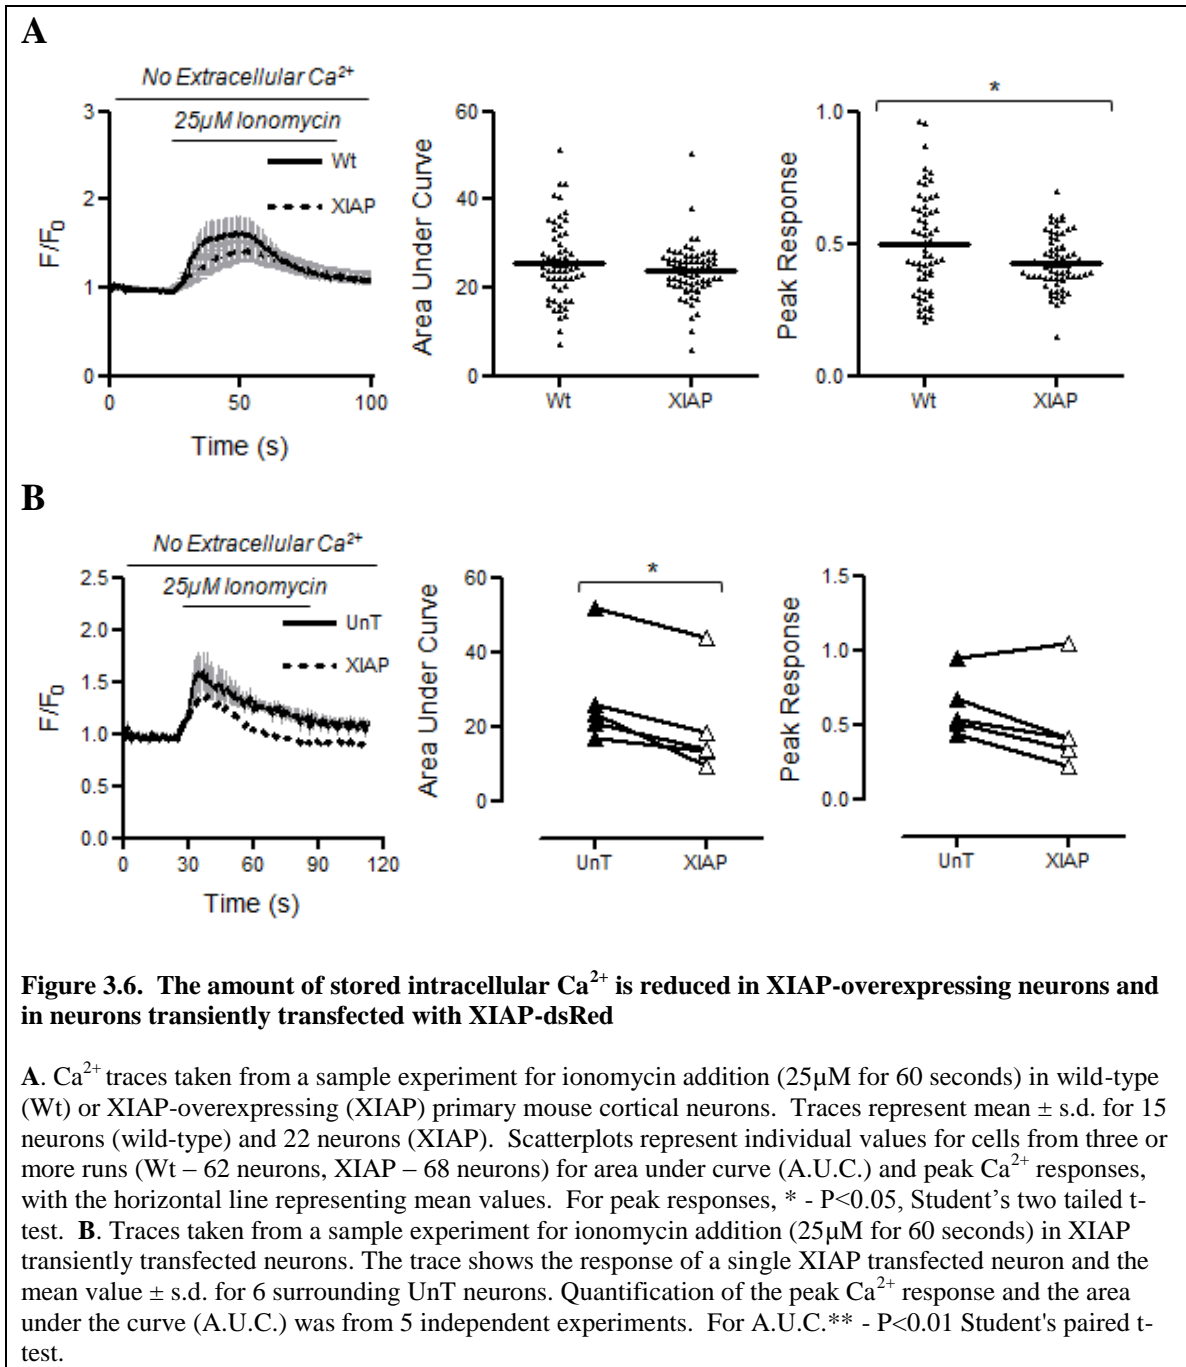 A
No Extracellular Ca²⁺
25µM Ionomycin
Wt
XIAP
3
2
1
0
F/F₀
0 50 100
Time (s)
60
40
20
0
Area Under Curve
Wt XIAP
*
1.0
0.5
0.0
Peak Response
Wt XIAP
B
No Extracellular Ca²⁺
25µM Ionomycin
UnT
XIAP
2.5
2.0
1.5
1.0
0.5
0.0
F/F₀
0 30 60 90 120
Time (s)
*
60
40
20
0
Area Under Curve
UnT XIAP
1.5
1.0
0.5
0.0
Peak Response
UnT XIAP
Figure 3.6. The amount of stored intracellular Ca²⁺ is reduced in XIAP-overexpressing neurons and
in neurons transiently transfected with XIAP-dsRed
A. Ca²⁺ traces taken from a sample experiment for ionomycin addition (25µM for 60 seconds) in wild-type
(Wt) or XIAP-overexpressing (XIAP) primary mouse cortical neurons. Traces represent mean ± s.d. for 15
neurons (wild-type) and 22 neurons (XIAP). Scatterplots represent individual values for cells from three or
more runs (Wt – 62 neurons, XIAP – 68 neurons) for area under curve (A.U.C.) and peak Ca²⁺ responses,
with the horizontal line representing mean values. For peak responses, * - P<0.05, Student’s two tailed t-
test. B. Traces taken from a sample experiment for ionomycin addition (25µM for 60 seconds) in XIAP
transiently transfected neurons. The trace shows the response of a single XIAP transfected neuron and the
mean value ± s.d. for 6 surrounding UnT neurons. Quantification of the peak Ca²⁺ response and the area
under the curve (A.U.C.) was from 5 independent experiments. For A.U.C.** - P<0.01 Student's paired t-
test.